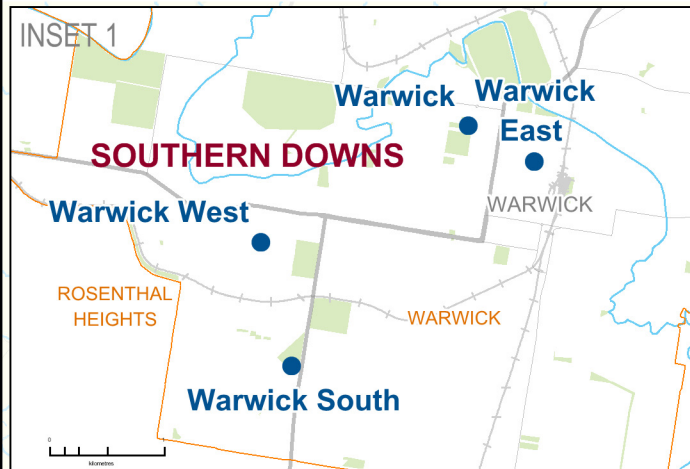 INSET 1
Warwick
Warwick
East
SOUTHERN DOWNS
WARWICK
Warwick West
ROSENTHAL
HEIGHTS
WARWICK
Warwick South
0
kilometres